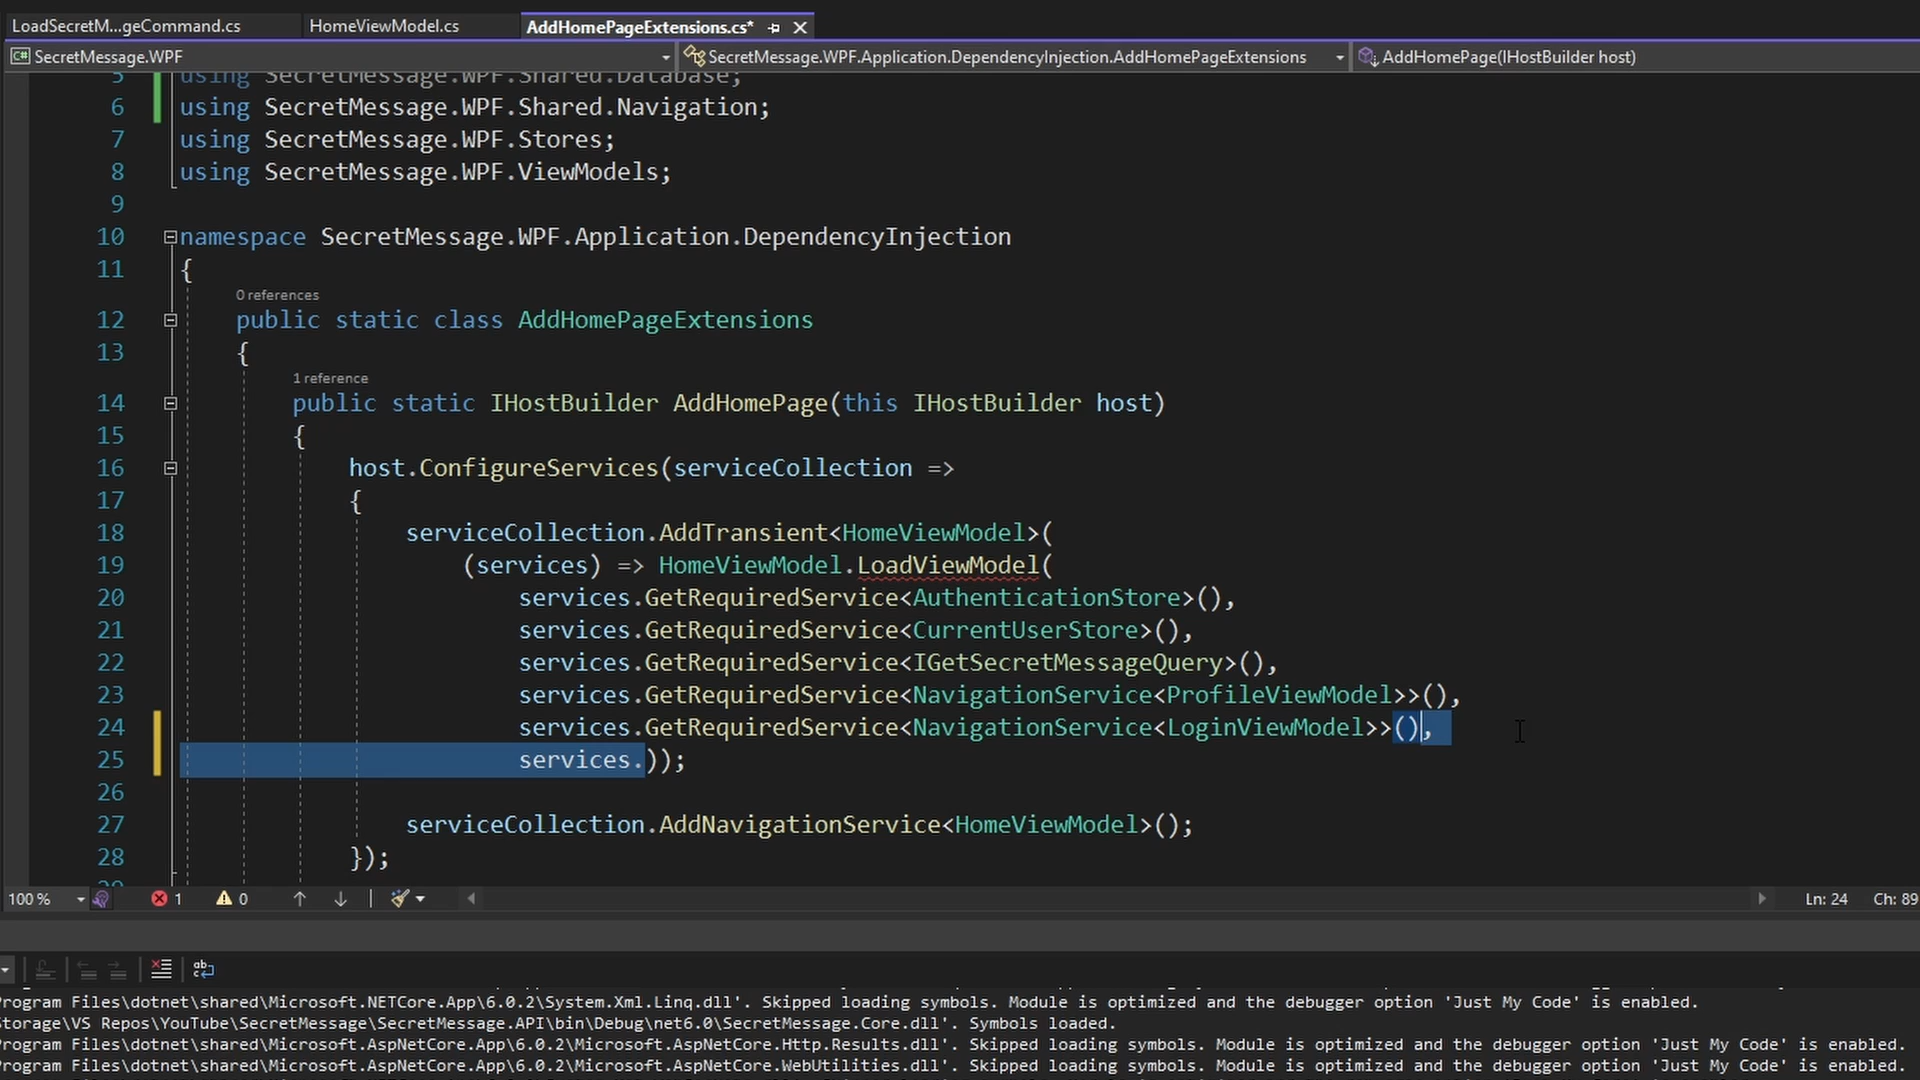 LoadSecretM...geCommand.cs HomeViewModel.cs AddHomePageExtensions.cs*
C# SecretMessage.WPF SecretMessage.WPF.Application.DependencyInjection.AddHomePageExtensions AddHomePage(IHostBuilder host)
5 using SecretMessage.WPF.Shared.Database;
6 using SecretMessage.WPF.Shared.Navigation;
7 using SecretMessage.WPF.Stores;
8 using SecretMessage.WPF.ViewModels;
9
10 namespace SecretMessage.WPF.Application.DependencyInjection
11 {
0 references
12 public static class AddHomePageExtensions
13 {
1 reference
14 public static IHostBuilder AddHomePage(this IHostBuilder host)
15 {
16 host.ConfigureServices(serviceCollection =>
17 {
18 serviceCollection.AddTransient<HomeViewModel>(
19 (services) => HomeViewModel.LoadViewModel(
20 services.GetRequiredService<AuthenticationStore>(),
21 services.GetRequiredService<CurrentUserStore>(),
22 services.GetRequiredService<IGetSecretMessageQuery>(),
23 services.GetRequiredService<NavigationService<ProfileViewModel>>(),
24 services.GetRequiredService<NavigationService<LoginViewModel>>(),
25 services.));
26
27 serviceCollection.AddNavigationService<HomeViewModel>();
28 });
100 % 1 0 Ln: 24 Ch: 89
rogram Files\dotnet\shared\Microsoft.NETCore.App\6.0.2\System.Xml.Linq.dll'. Skipped loading symbols. Module is optimized and the debugger option 'Just My Code' is enabled.
torage\VS Repos\YouTube\SecretMessage\SecretMessage.API\bin\Debug\net6.0\SecretMessage.Core.dll'. Symbols loaded.
rogram Files\dotnet\shared\Microsoft.AspNetCore.App\6.0.2\Microsoft.AspNetCore.Http.Results.dll'. Skipped loading symbols. Module is optimized and the debugger option 'Just My Code' is enabled.
rogram Files\dotnet\shared\Microsoft.AspNetCore.App\6.0.2\Microsoft.AspNetCore.WebUtilities.dll'. Skipped loading symbols. Module is optimized and the debugger option 'Just My Code' is enabled.